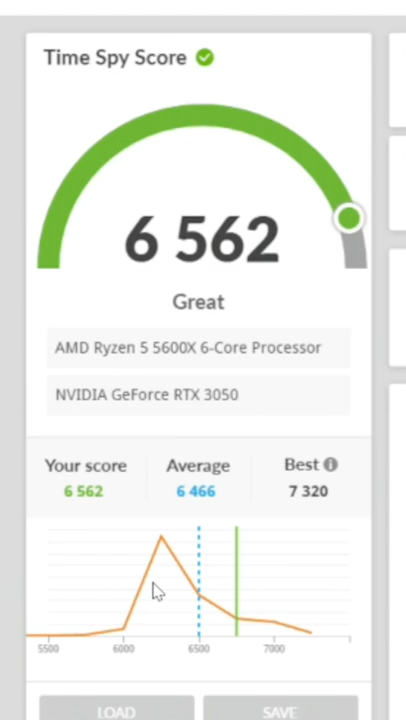 Time Spy Score
6 562
Great
AMD Ryzen 5 5600X 6-Core Processor
NVIDIA GeForce RTX 3050
Your score Average Best
6 562 6 466 7 320
5500 6000 6500 7000
LOAD SAVE